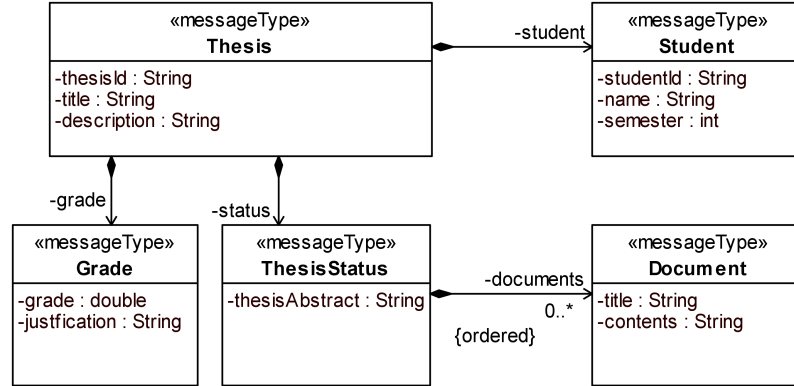 «messageType»
Thesis
-thesisId : String
-title : String
-description : String
-student
«messageType»
Student
-studentId : String
-name : String
-semester : int
-grade
-status
«messageType»
Grade
-grade : double
-justfication : String
«messageType»
ThesisStatus
-thesisAbstract : String
-documents
0..*
{ordered}
«messageType»
Document
-title : String
-contents : String